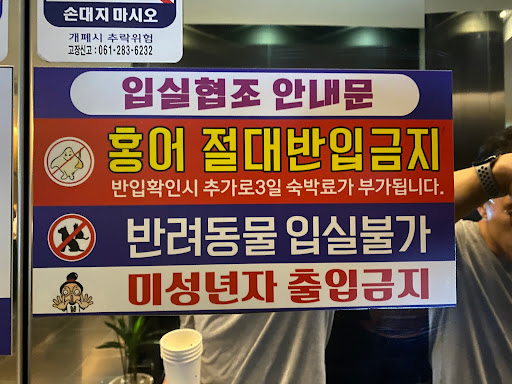 손대지 마시오
개폐시 추락위험
고장신고 : 061-283-6232
입실협조 안내문
홍어 절대반입금지
반입확인시 추가로3일 숙박료가 부가됩니다.
반려동물 입실불가
미성년자 출입금지